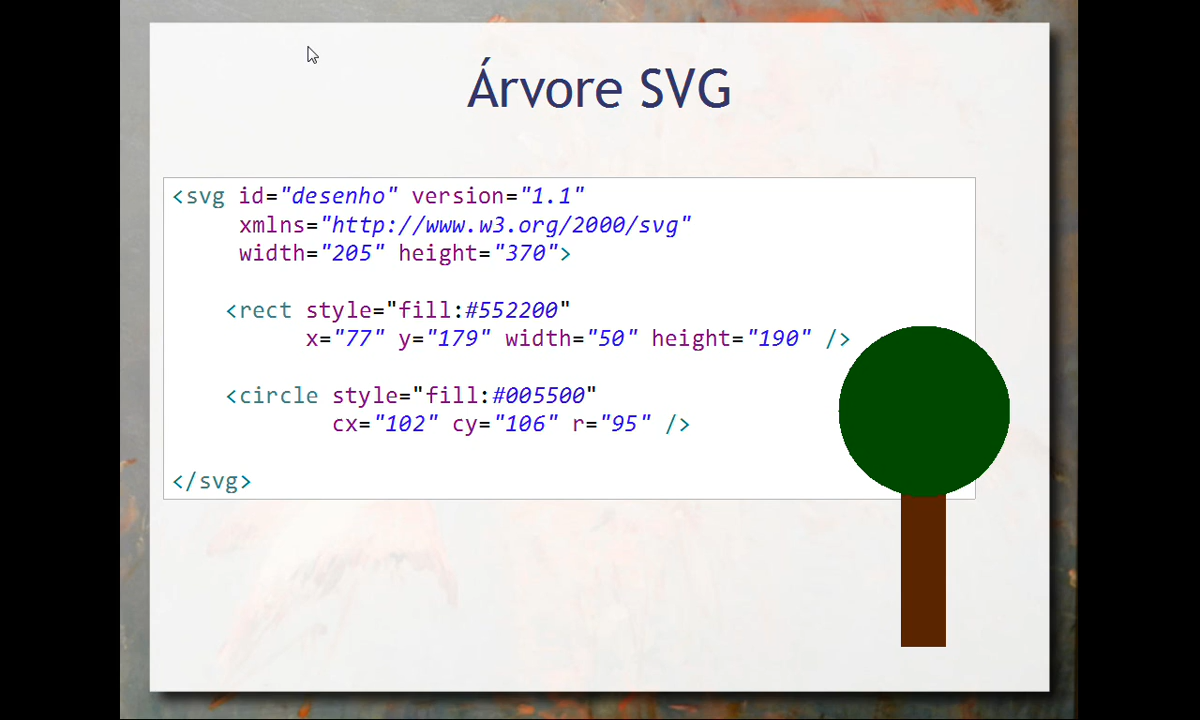 Árvore SVG
<svg id="desenho" version="1.1"
xmlns="http://www.w3.org/2000/svg"
width="205" height="370">
<rect style="fill:#552200"
x="77" y="179" width="50" height="190" />
<circle style="fill:#005500"
cx="102" cy="106" r="95" />
</svg>